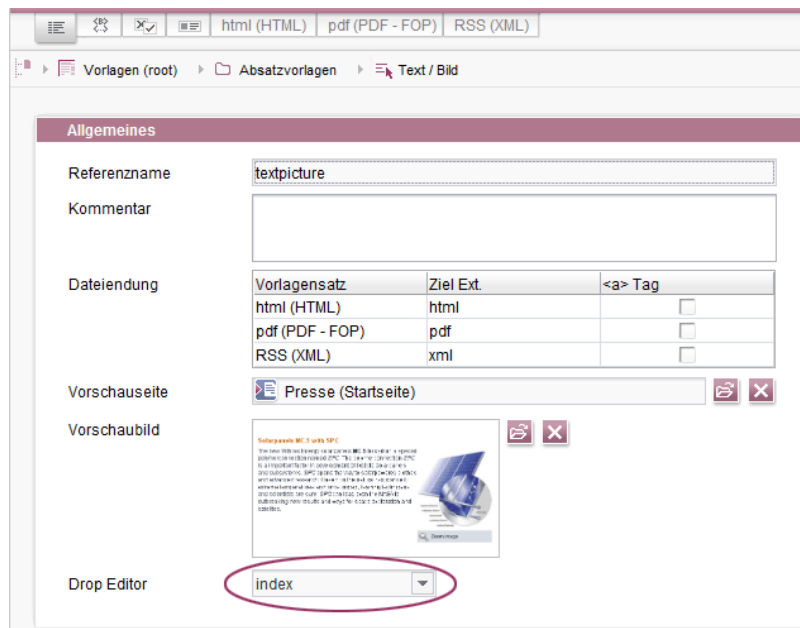 html (HTML) pdf (PDF - FOP) RSS (XML)
Vorlagen (root) Absatzvorlagen Text / Bild
Allgemeines
Referenzname textpicture
Kommentar
Dateiendung Vorlagensatz Ziel Ext. <a> Tag
html (HTML) html
pdf (PDF - FOP) pdf
RSS (XML) xml
Vorschauseite Presse (Startseite)
Vorschaubild
Solarpanels MC 3 with SPC
Zoom image
Drop Editor index